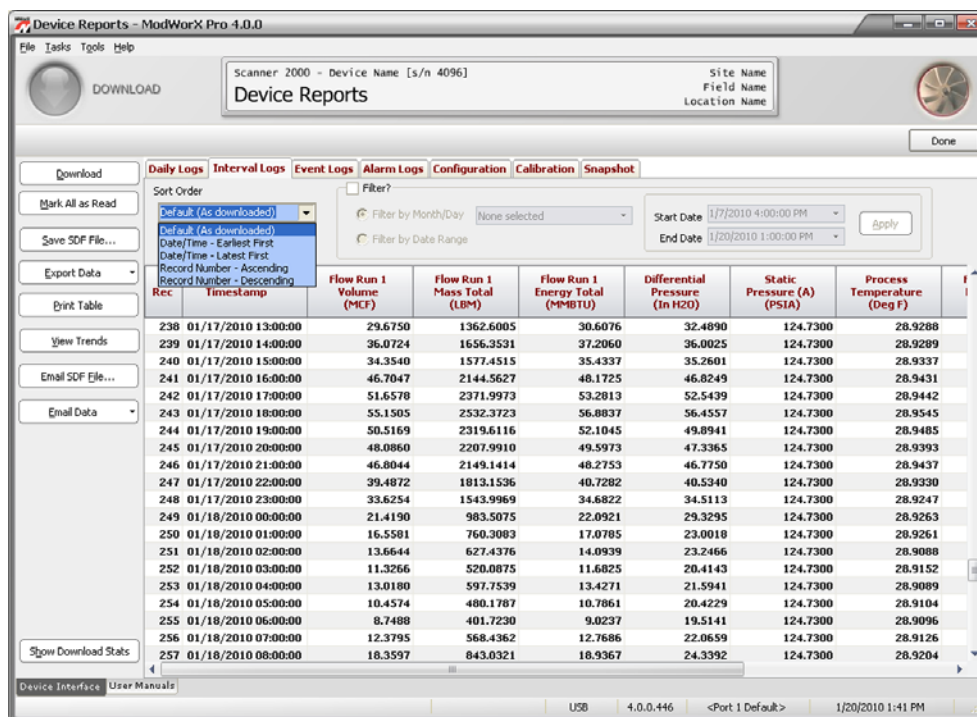 Device Reports - ModWorX Pro 4.0.0
File Tasks Tools Help
DOWNLOAD
Scanner 2000 - Device Name [s/n 4096]
Device Reports
Site Name
Field Name
Location Name
Done
Download
Mark All as Read
Save SDF File...
Export Data
Print Table
View Trends
Email SDF File...
Email Data
Show Download Stats
Daily Logs Interval Logs Event Logs Alarm Logs Configuration Calibration Snapshot
Sort Order
Default (As downloaded)
Default (As downloaded)
Date/Time - Earliest First
Date/Time - Latest First
Record Number - Ascending
Record Number - Descending
Filter?
Filter by Month/Day None selected
Filter by Date Range
Start Date 1/7/2010 4:00:00 PM
End Date 1/20/2010 1:00:00 PM
Apply
Rec Timestamp Flow Run 1 Volume (MCF) Flow Run 1 Mass Total (LBM) Flow Run 1 Energy Total (MMBTU) Differential Pressure (In H2O) Static Pressure (A) (PSIA) Process Temperature (Deg F)
238 01/17/2010 13:00:00 29.6750 1362.6005 30.6076 32.4890 124.7300 28.9288
239 01/17/2010 14:00:00 36.0724 1656.3531 37.2060 36.0025 124.7300 28.9289
240 01/17/2010 15:00:00 34.3540 1577.4515 35.4337 35.2601 124.7300 28.9337
241 01/17/2010 16:00:00 46.7047 2144.5627 48.1725 46.8249 124.7300 28.9431
242 01/17/2010 17:00:00 51.6578 2371.9973 53.2813 52.5439 124.7300 28.9442
243 01/17/2010 18:00:00 55.1505 2532.3723 56.8837 56.4557 124.7300 28.9545
244 01/17/2010 19:00:00 50.5169 2319.6116 52.1045 49.8941 124.7300 28.9485
245 01/17/2010 20:00:00 48.0860 2207.9910 49.5973 47.3365 124.7300 28.9393
246 01/17/2010 21:00:00 46.8044 2149.1414 48.2753 46.7750 124.7300 28.9437
247 01/17/2010 22:00:00 39.4872 1813.1536 40.7282 40.5340 124.7300 28.9330
248 01/17/2010 23:00:00 33.6254 1543.9969 34.6822 34.5113 124.7300 28.9247
249 01/18/2010 00:00:00 21.4190 983.5075 22.0921 29.3295 124.7300 28.9263
250 01/18/2010 01:00:00 16.5581 760.3083 17.0785 23.0018 124.7300 28.9261
251 01/18/2010 02:00:00 13.6644 627.4376 14.0939 23.2466 124.7300 28.9088
252 01/18/2010 03:00:00 11.3266 520.0875 11.6825 20.4143 124.7300 28.9152
253 01/18/2010 04:00:00 13.0180 597.7539 13.4271 21.5941 124.7300 28.9089
254 01/18/2010 05:00:00 10.4574 480.1787 10.7861 20.4229 124.7300 28.9104
255 01/18/2010 06:00:00 8.7488 401.7230 9.0237 19.5141 124.7300 28.9096
256 01/18/2010 07:00:00 12.3795 568.4362 12.7686 22.0659 124.7300 28.9126
257 01/18/2010 08:00:00 18.3597 843.0321 18.9367 24.3392 124.7300 28.9204
Device Interface User Manuals
USB 4.0.0.446 <Port 1 Default> 1/20/2010 1:41 PM